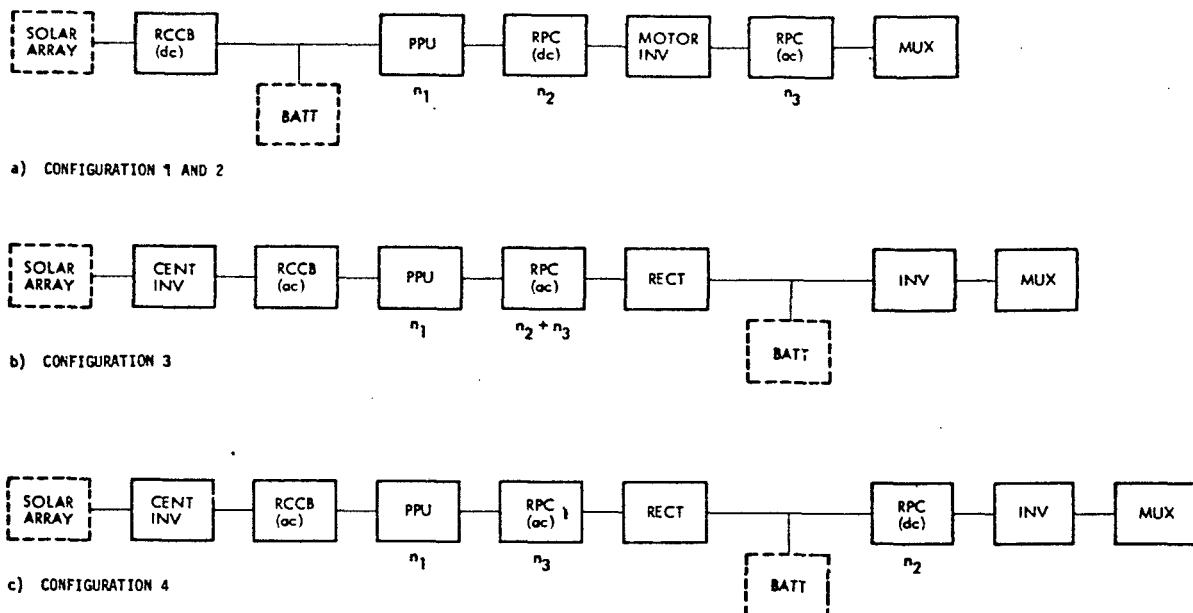 SOLAR ARRAY
RCCB (dc)
BATT
PPU
n1
RPC (dc)
n2
MOTOR INV
RPC (ac)
n3
MUX
a) CONFIGURATION 1 AND 2
SOLAR ARRAY
CENT INV
RCCB (ac)
PPU
n1
RPC (ac)
n2 + n3
RECT
BATT
INV
MUX
b) CONFIGURATION 3
SOLAR ARRAY
CENT INV
RCCB (ac)
PPU
n1
RPC (ac)
n3
RECT
BATT
RPC (dc)
n2
INV
MUX
c) CONFIGURATION 4